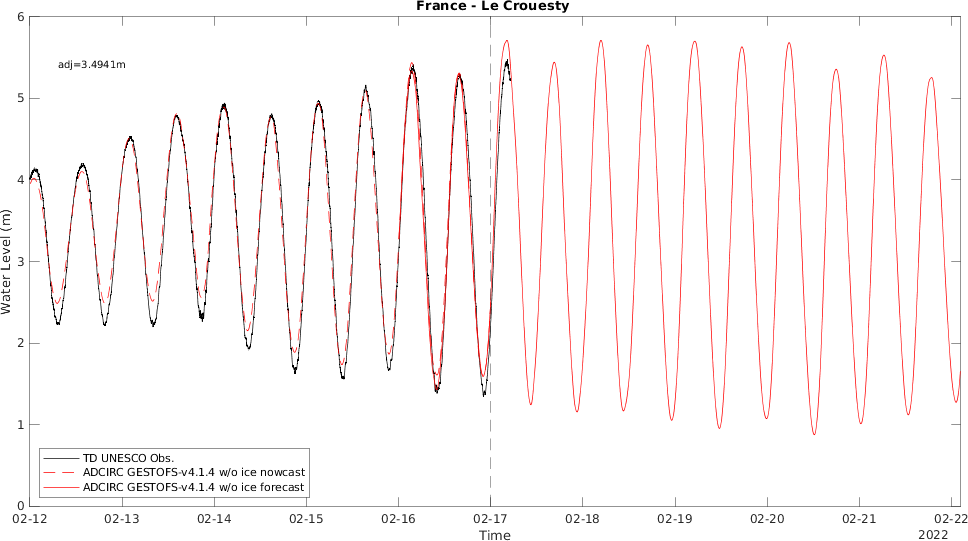 France - Le Crouesty
adj=3.4941m
Water Level (m)
6
5
4
3
2
1
0
TD UNESCO Obs.
ADCIRC GESTOFS-v4.1.4 w/o ice nowcast
ADCIRC GESTOFS-v4.1.4 w/o ice forecast
02-12 02-13 02-14 02-15 02-16 02-17 02-18 02-19 02-20 02-21 02-22
Time
2022